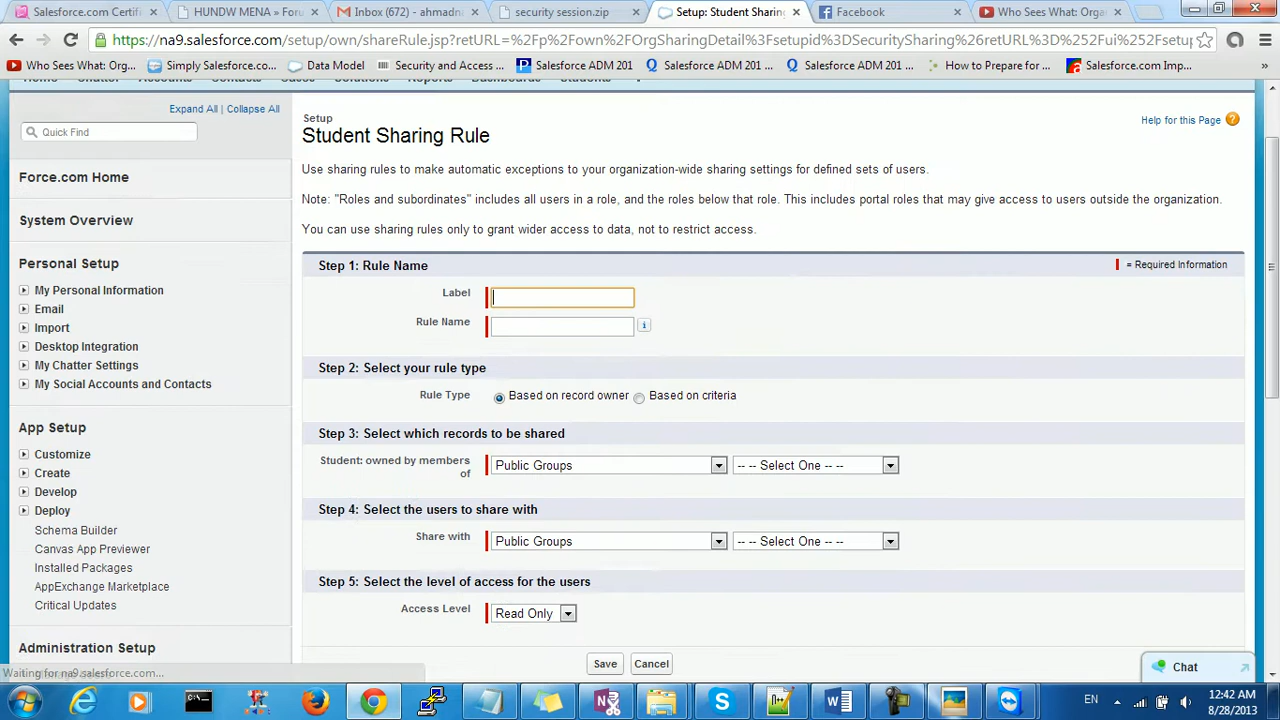 Salesforce.com Certifi
HUNDW MENA » Foru
Inbox (672) - ahmadnu
security session.zip
Setup: Student Sharing
Facebook
Who Sees What: Organ
https://na9.salesforce.com/setup/own/shareRule.jsp?retURL=%2Fp%2Fown%2FOrgSharingDetail%3Fsetupid%3DSecuritySharing%26retURL%3D%252Fui%252Fsetup
Who Sees What: Org...
Simply Salesforce.co...
Data Model
Security and Access ...
Salesforce ADM 201
Salesforce ADM 201 ...
Salesforce ADM 201 ...
How to Prepare for ...
Salesforce.com Imp...
»
Expand All | Collapse All
Quick Find
Force.com Home
System Overview
Personal Setup
My Personal Information
Email
Import
Desktop Integration
My Chatter Settings
My Social Accounts and Contacts
App Setup
Customize
Create
Develop
Deploy
Schema Builder
Canvas App Previewer
Installed Packages
AppExchange Marketplace
Critical Updates
Administration Setup
Waiting for na9.salesforce.com...
Setup
Student Sharing Rule
Help for this Page
Use sharing rules to make automatic exceptions to your organization-wide sharing settings for defined sets of users.
Note: "Roles and subordinates" includes all users in a role, and the roles below that role. This includes portal roles that may give access to users outside the organization.
You can use sharing rules only to grant wider access to data, not to restrict access.
Step 1: Rule Name
= Required Information
Label
Rule Name
Step 2: Select your rule type
Rule Type
Based on record owner
Based on criteria
Step 3: Select which records to be shared
Student: owned by members of
Public Groups
-- -- Select One -- --
Step 4: Select the users to share with
Share with
Public Groups
-- -- Select One -- --
Step 5: Select the level of access for the users
Access Level
Read Only
Save
Cancel
Chat
EN
12:42 AM
8/28/2013